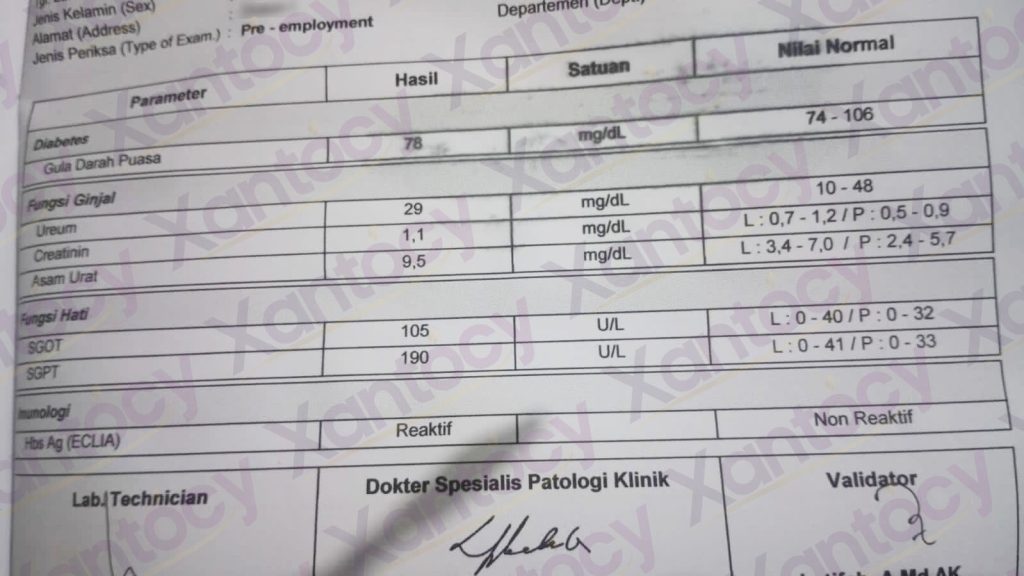 Jenis Kelamin (Sex) :
Alamat (Address) : Departemen (Dept)
Jenis Periksa (Type of Exam.) : Pre - employment
Parameter Hasil Satuan Nilai Normal
Diabetes
Gula Darah Puasa 78 mg/dL 74 - 106
Fungsi Ginjal
Ureum 29 mg/dL 10 - 48
Creatinin 1,1 mg/dL L : 0,7 - 1,2 / P : 0,5 - 0,9
Asam Urat 9,5 mg/dL L : 3,4 - 7,0 / P : 2,4 - 5,7
Fungsi Hati
SGOT 105 U/L L : 0 - 40 / P : 0 - 32
SGPT 190 U/L L : 0 - 41 / P : 0 - 33
Imunologi
Hbs Ag (ECLIA) Reaktif Non Reaktif
Lab. Technician Dokter Spesialis Patologi Klinik Validator
A.Md.AK
Xantocy